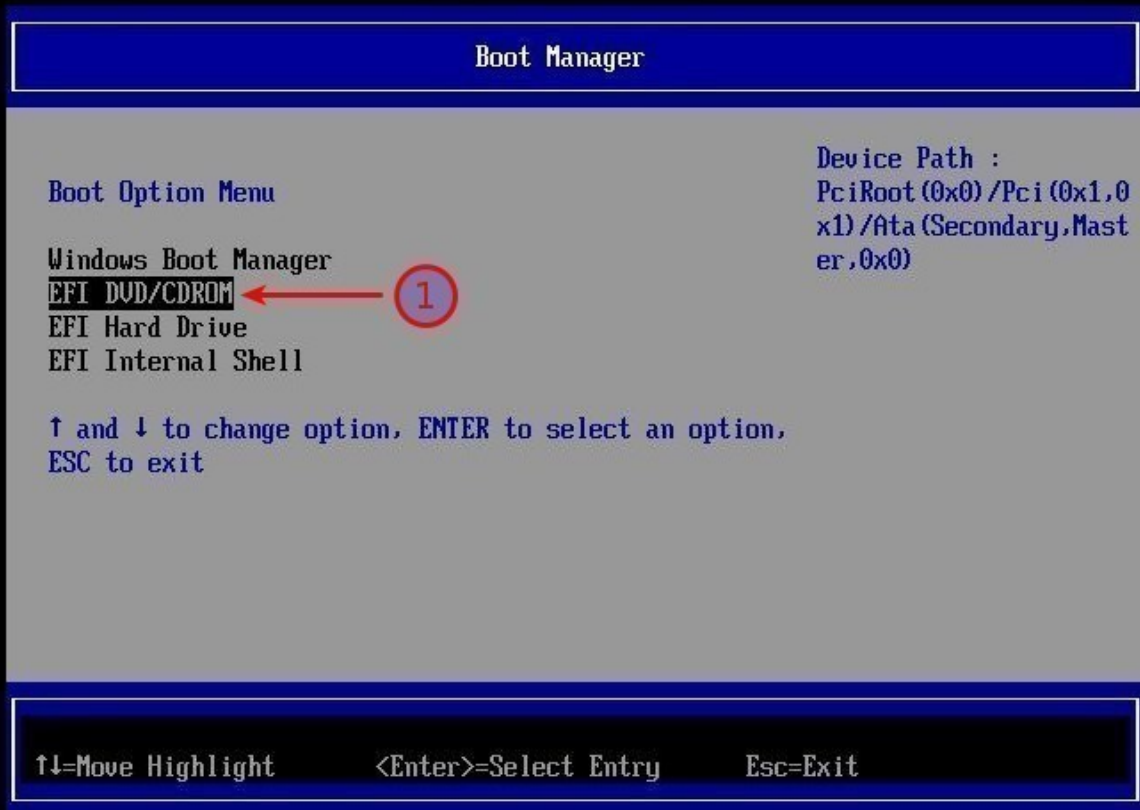 Boot Manager
Device Path :
Boot Option Menu
PciRoot(0x0)/Pci(0x1,0
x1)/Ata(Secondary,Mast
er,0x0)
Windows Boot Manager
EFI DVD/CDROM
1
EFI Hard Drive
EFI Internal Shell
↑ and ↓ to change option, ENTER to select an option,
ESC to exit
↑↓=Move Highlight
<Enter>=Select Entry
Esc=Exit